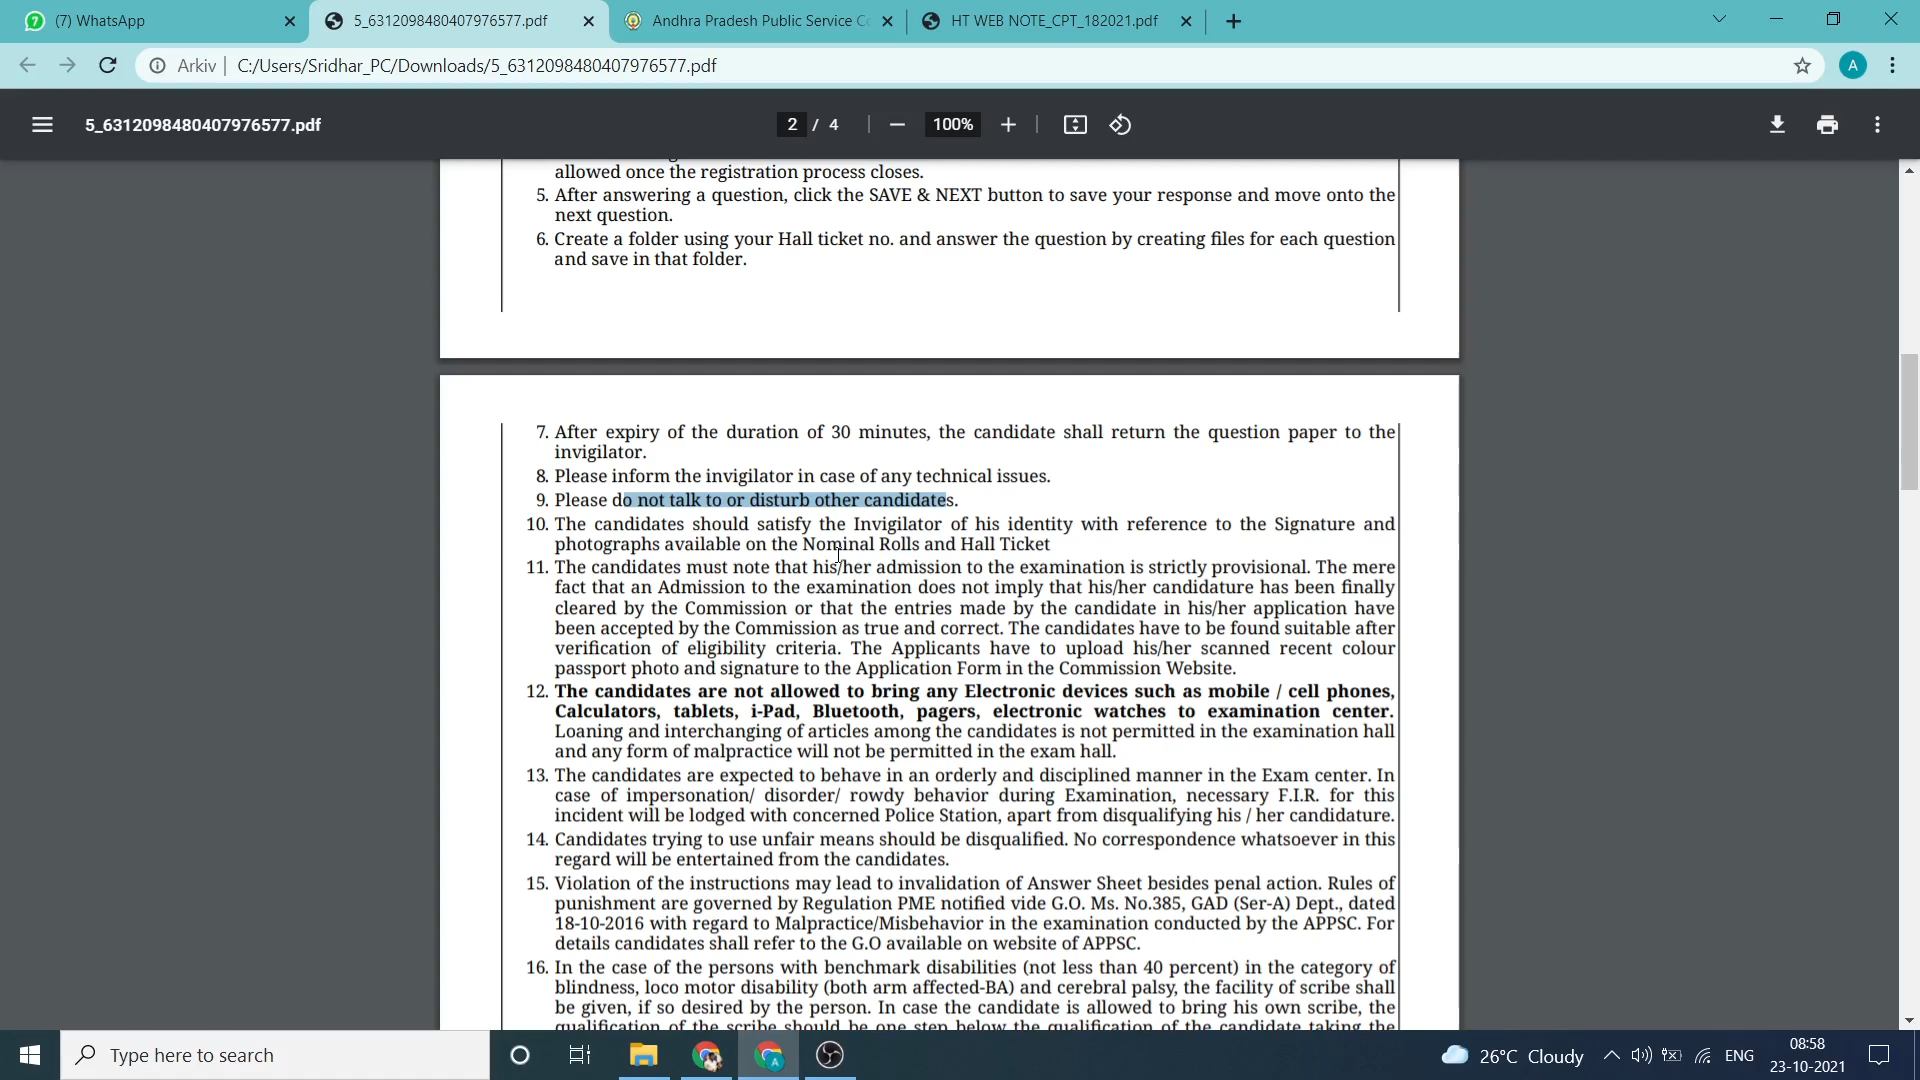 (7) WhatsApp
5_6312098480407976577.pdf
Andhra Pradesh Public Service Co
HT WEB NOTE_CPT_182021.pdf
Arkiv
C:/Users/Sridhar_PC/Downloads/5_6312098480407976577.pdf
A
5_6312098480407976577.pdf
2 / 4
100%
allowed once the registration process closes.
5. After answering a question, click the SAVE & NEXT button to save your response and move onto the
next question.
6. Create a folder using your Hall ticket no. and answer the question by creating files for each question
and save in that folder.
7. After expiry of the duration of 30 minutes, the candidate shall return the question paper to the
invigilator.
8. Please inform the invigilator in case of any technical issues.
9. Please do not talk to or disturb other candidates.
10. The candidates should satisfy the Invigilator of his identity with reference to the Signature and
photographs available on the Nominal Rolls and Hall Ticket
11. The candidates must note that his/her admission to the examination is strictly provisional. The mere
fact that an Admission to the examination does not imply that his/her candidature has been finally
cleared by the Commission or that the entries made by the candidate in his/her application have
been accepted by the Commission as true and correct. The candidates have to be found suitable after
verification of eligibility criteria. The Applicants have to upload his/her scanned recent colour
passport photo and signature to the Application Form in the Commission Website.
12. The candidates are not allowed to bring any Electronic devices such as mobile / cell phones,
Calculators, tablets, i-Pad, Bluetooth, pagers, electronic watches to examination center.
Loaning and interchanging of articles among the candidates is not permitted in the examination hall
and any form of malpractice will not be permitted in the exam hall.
13. The candidates are expected to behave in an orderly and disciplined manner in the Exam center. In
case of impersonation/ disorder/ rowdy behavior during Examination, necessary F.I.R. for this
incident will be lodged with concerned Police Station, apart from disqualifying his / her candidature.
14. Candidates trying to use unfair means should be disqualified. No correspondence whatsoever in this
regard will be entertained from the candidates.
15. Violation of the instructions may lead to invalidation of Answer Sheet besides penal action. Rules of
punishment are governed by Regulation PME notified vide G.O. Ms. No.385, GAD (Ser-A) Dept., dated
18-10-2016 with regard to Malpractice/Misbehavior in the examination conducted by the APPSC. For
details candidates shall refer to the G.O available on website of APPSC.
16. In the case of the persons with benchmark disabilities (not less than 40 percent) in the category of
blindness, loco motor disability (both arm affected-BA) and cerebral palsy, the facility of scribe shall
be given, if so desired by the person. In case the candidate is allowed to bring his own scribe, the
qualification of the scribe should be one step below the qualification of the candidate taking the
Type here to search
26°C Cloudy
ENG
08:58
23-10-2021